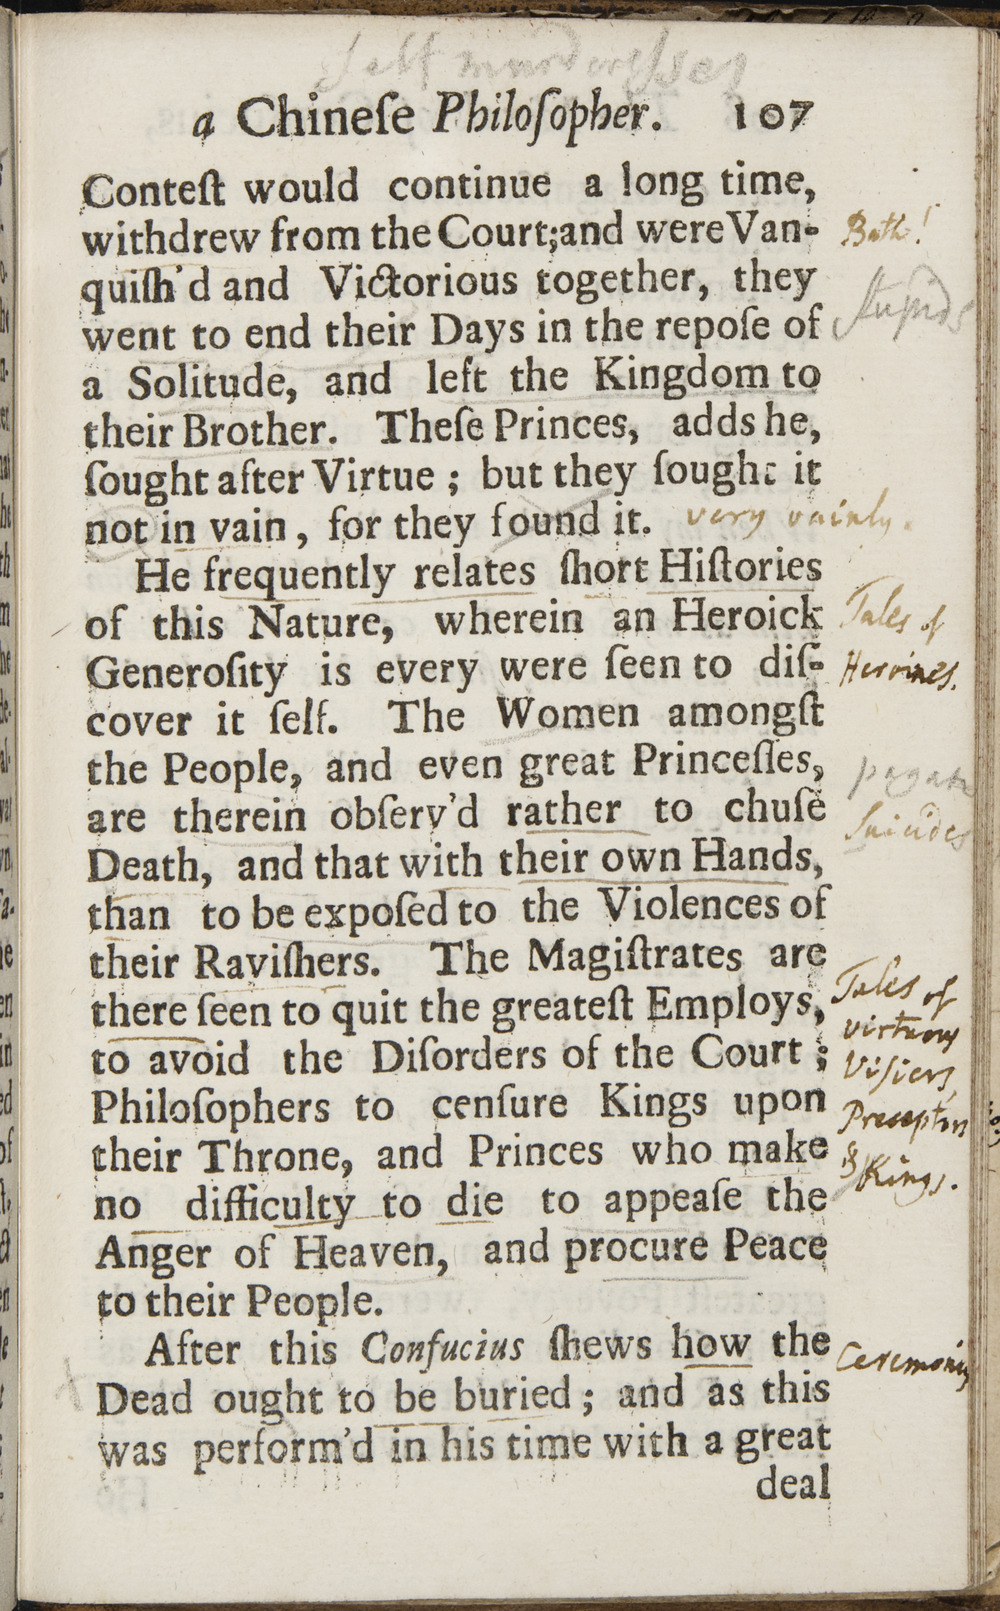 self murderesses
a Chineſe Philoſopher. 107
Conteſt would continue a long time,
withdrew from the Court; and were Van-
quiſh'd and Victorious together, they
went to end their Days in the repoſe of
a Solitude, and left the Kingdom to
their Brother. Theſe Princes, adds he,
ſought after Virtue; but they ſought it
not in vain, for they found it. very vainly.
He frequently relates ſhort Hiſtories
of this Nature, wherein an Heroick
Generoſity is every were ſeen to diſ-
cover it ſelf. The Women amongſt
the People, and even great Princeſſes,
are therein obſerv'd rather to chuſe
Death, and that with their own Hands,
than to be expoſed to the Violences of
their Raviſhers. The Magiſtrates are
there ſeen to quit the greateſt Employs,
to avoid the Diſorders of the Court;
Philoſophers to cenſure Kings upon
their Throne, and Princes who make
no difficulty to die to appeaſe the
Anger of Heaven, and procure Peace
to their People.
After this Confucius ſhews how the
Dead ought to be buried; and as this
was perform'd in his time with a great
deal
Stupids
Tales of
Heroines.
pagan
Suicides
Tales of
virtuous
Visiers,
Preceptors
& Kings.
Ceremonies